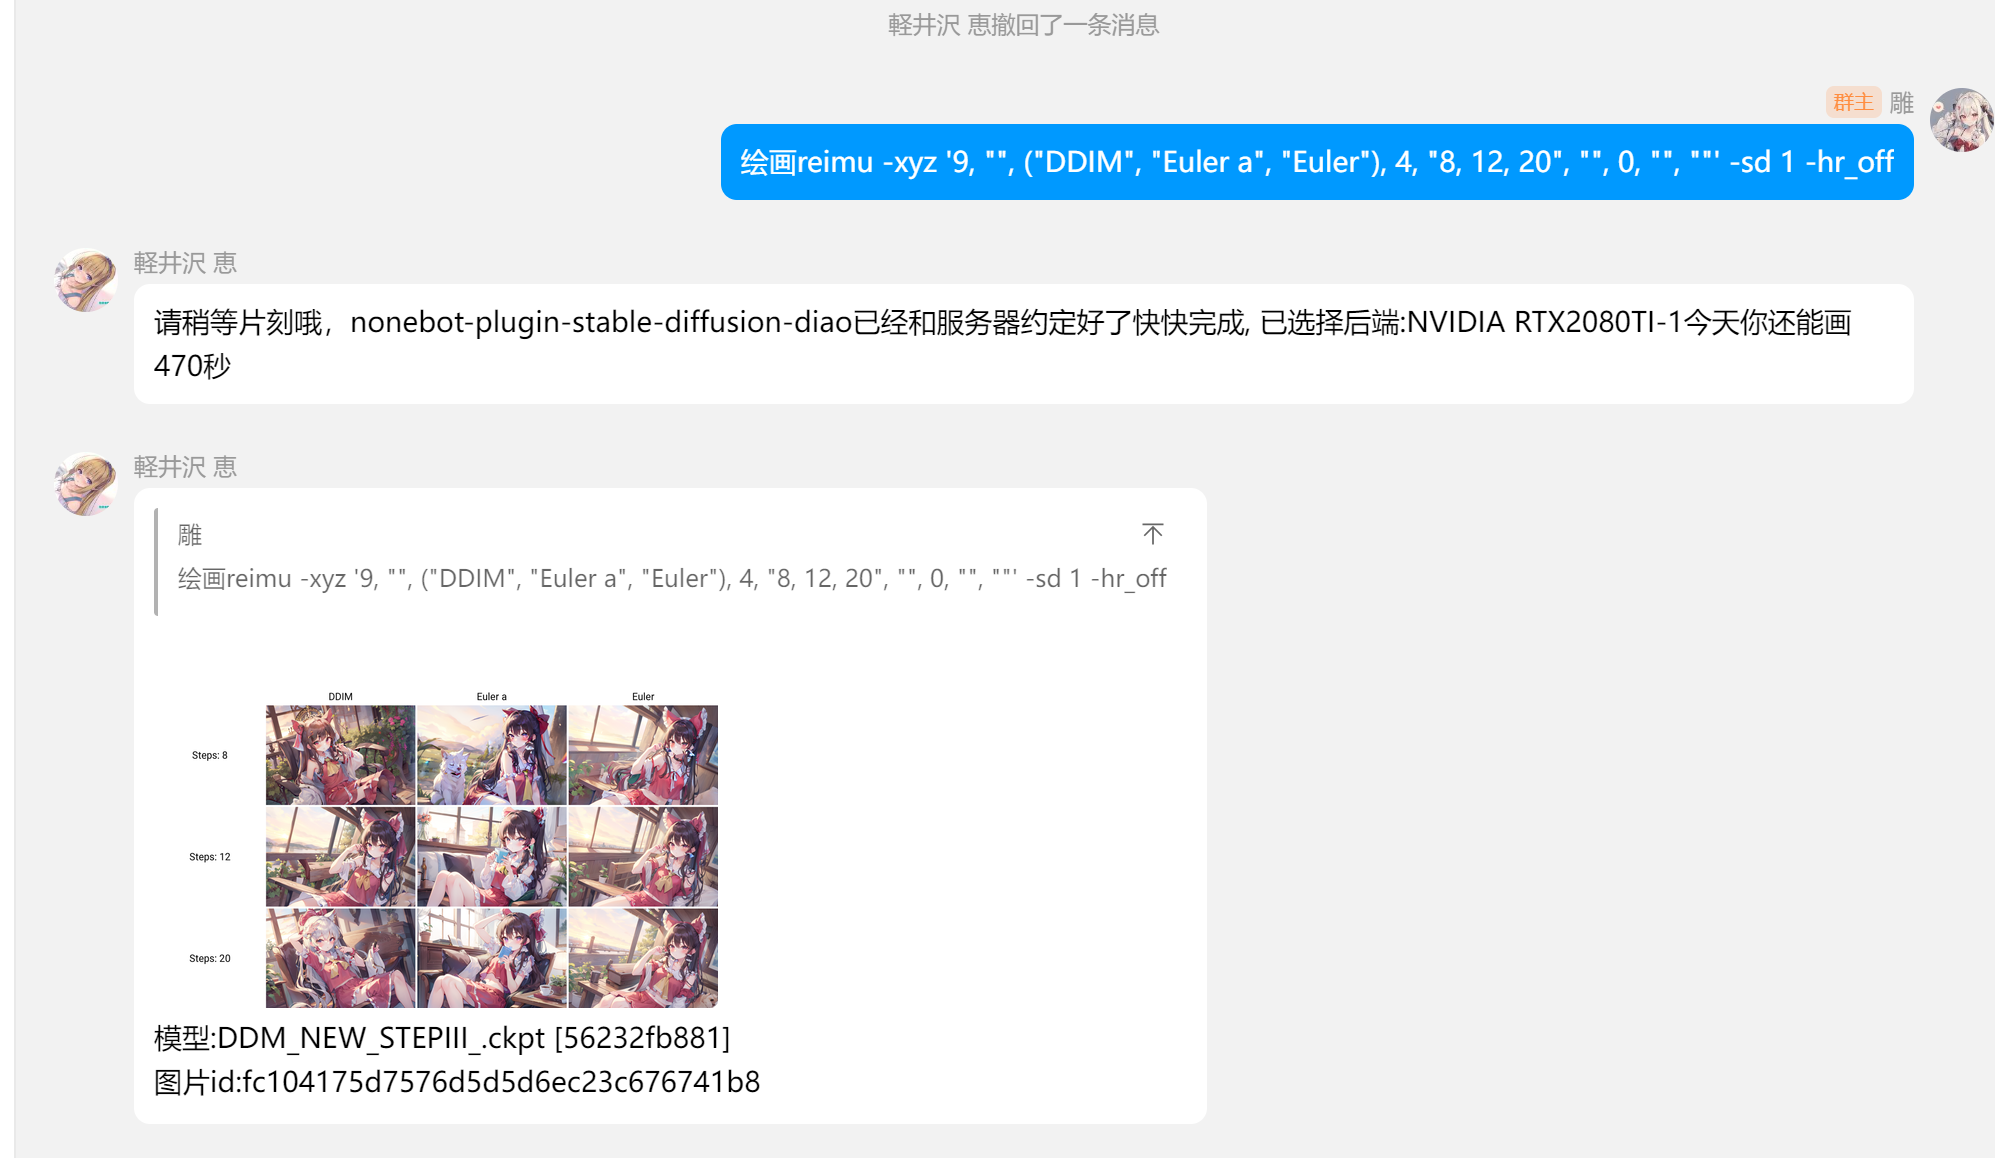 軽井沢 恵撤回了一条消息
群主 雕
绘画reimu -xyz '9, "", ("DDIM", "Euler a", "Euler"), 4, "8, 12, 20", "", 0, "", ""' -sd 1 -hr_off
軽井沢 恵
请稍等片刻哦，nonebot-plugin-stable-diffusion-diao已经和服务器约定好了快快完成, 已选择后端:NVIDIA RTX2080TI-1今天你还能画
470秒
軽井沢 恵
雕
绘画reimu -xyz '9, "", ("DDIM", "Euler a", "Euler"), 4, "8, 12, 20", "", 0, "", ""' -sd 1 -hr_off
DDIM Euler a Euler
Steps: 8
Steps: 12
Steps: 20
模型:DDM_NEW_STEPIII_.ckpt [56232fb881]
图片id:fc104175d7576d5d5d6ec23c676741b8